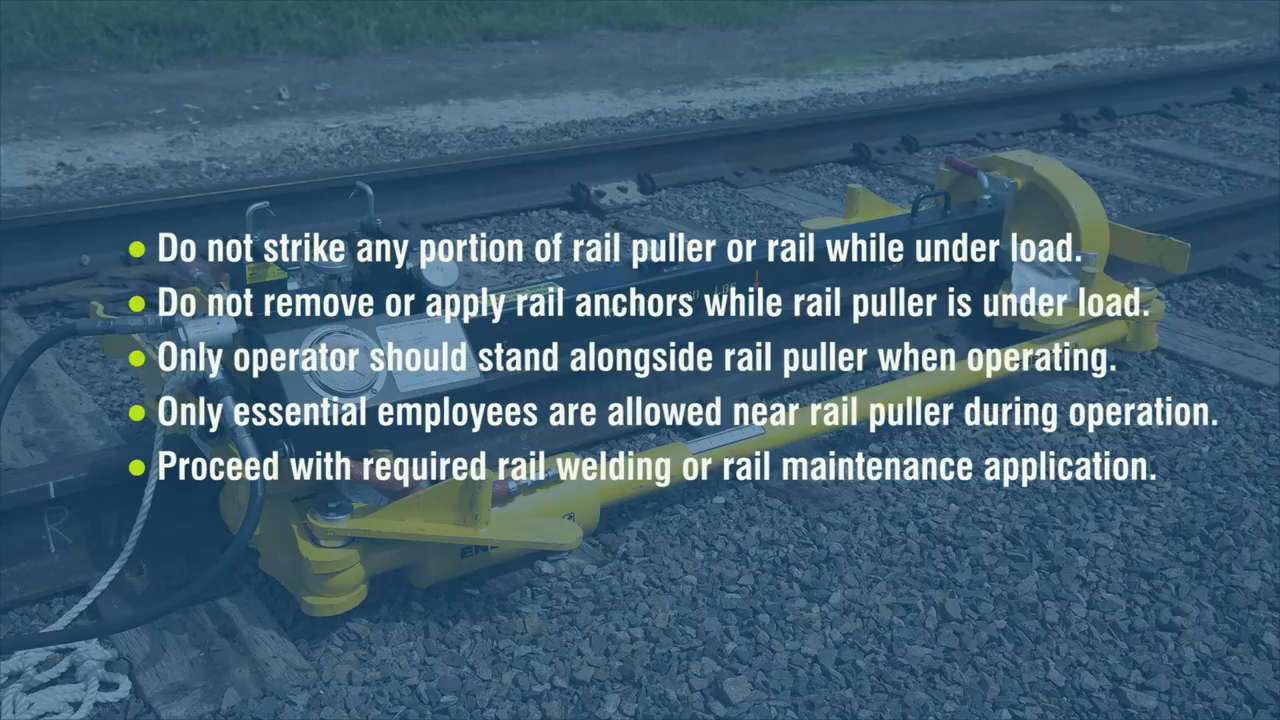 ● Do not strike any portion of rail puller or rail while under load.
● Do not remove or apply rail anchors while rail puller is under load.
● Only operator should stand alongside rail puller when operating.
● Only essential employees are allowed near rail puller during operation.
● Proceed with required rail welding or rail maintenance application.
R